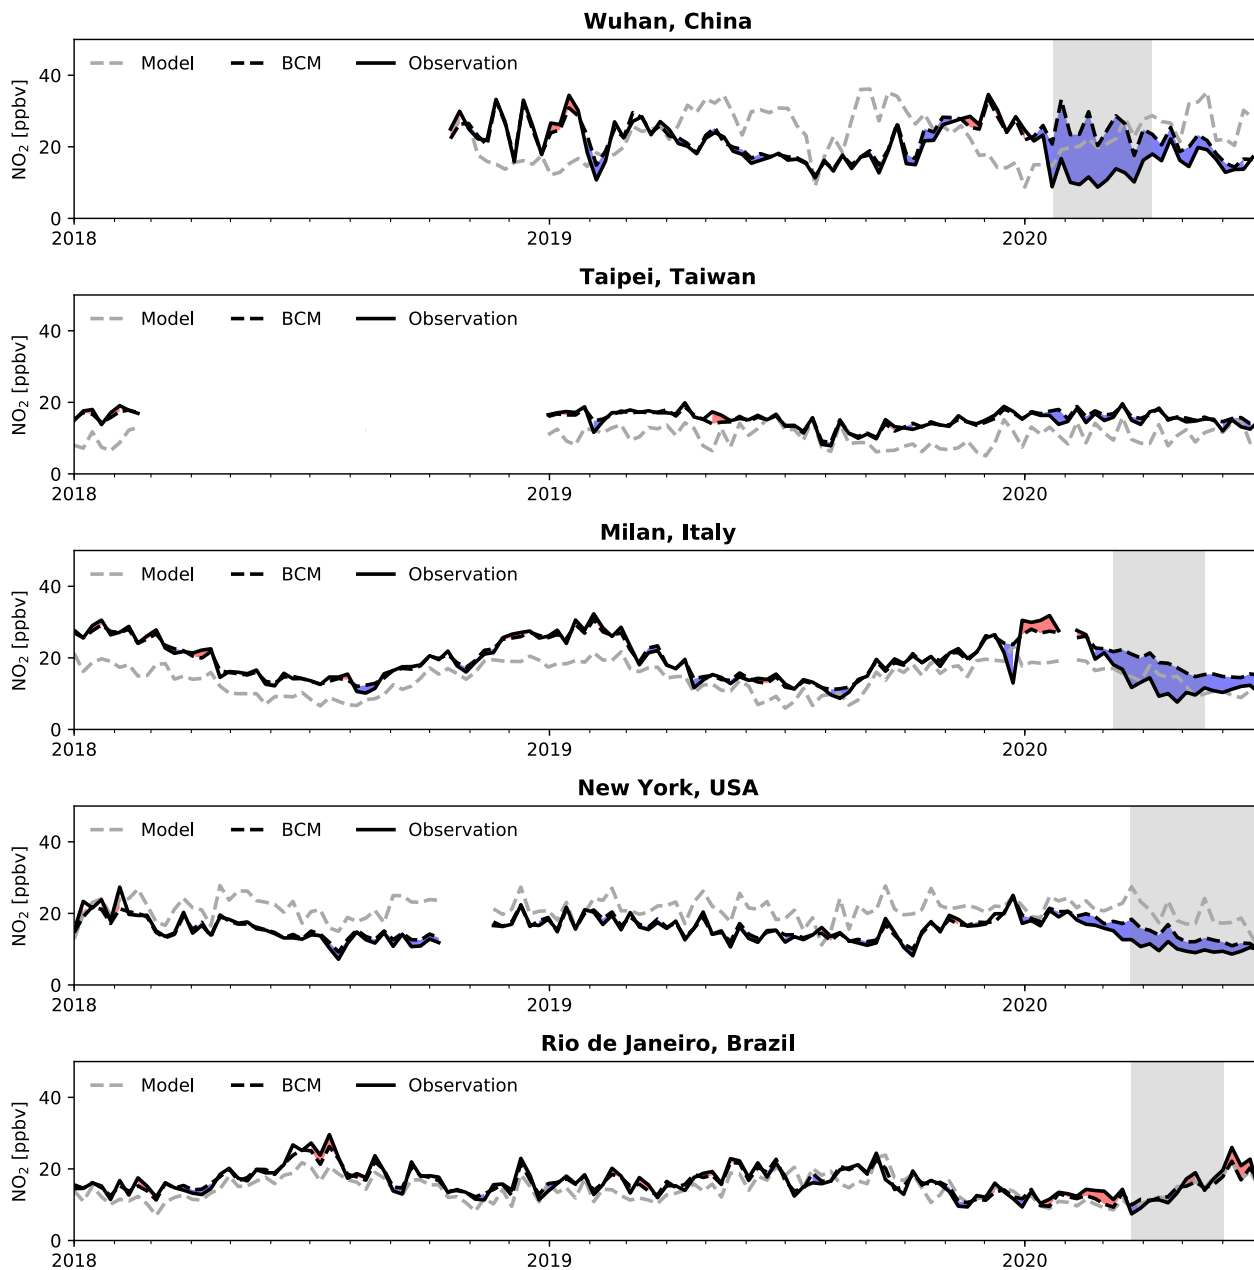 Wuhan, China
NO₂ [ppbv]
40
20
0
Model BCM Observation
2018 2019 2020
Taipei, Taiwan
NO₂ [ppbv]
40
20
0
Model BCM Observation
2018 2019 2020
Milan, Italy
NO₂ [ppbv]
40
20
0
Model BCM Observation
2018 2019 2020
New York, USA
NO₂ [ppbv]
40
20
0
Model BCM Observation
2018 2019 2020
Rio de Janeiro, Brazil
NO₂ [ppbv]
40
20
0
Model BCM Observation
2018 2019 2020